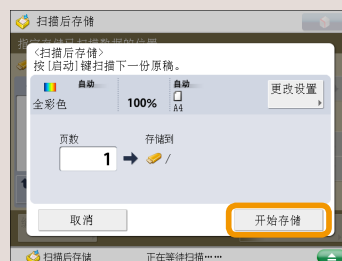 扫描后存储
<扫描后存储>
按[启动]键扫描下一份原稿。
自动
自动
全彩色
100%
A4
更改设置
页数
存储到
1
/
取消
开始存储
扫描后存储
正在等待扫描……